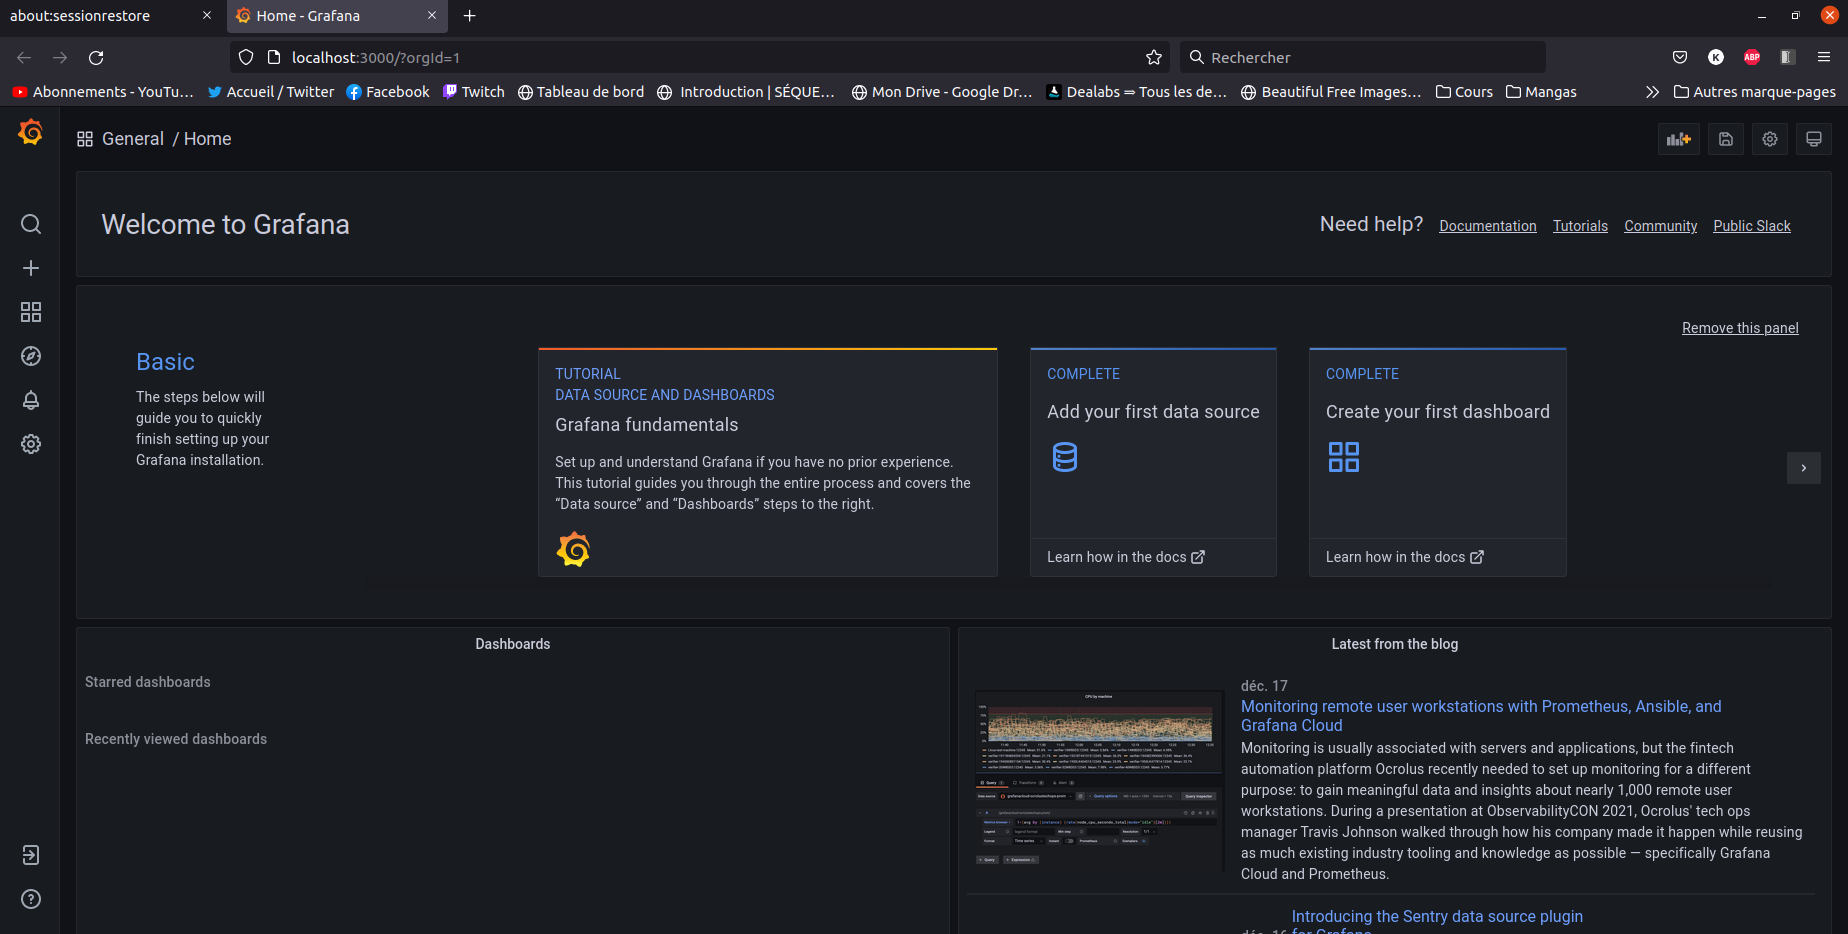 about:sessionrestore
Home - Grafana
localhost:3000/?orgId=1
Rechercher
K
ABP
Abonnements - YouTu…
Accueil / Twitter
Facebook
Twitch
Tableau de bord
Introduction | SÉQUE…
Mon Drive - Google Dr…
Dealabs ⇒ Tous les de…
Beautiful Free Images…
Cours
Mangas
Autres marque-pages
General / Home
Welcome to Grafana
Need help?
Documentation
Tutorials
Community
Public Slack
Remove this panel
Basic
The steps below will
guide you to quickly
finish setting up your
Grafana installation.
TUTORIAL
DATA SOURCE AND DASHBOARDS
Grafana fundamentals
Set up and understand Grafana if you have no prior experience.
This tutorial guides you through the entire process and covers the
“Data source” and “Dashboards” steps to the right.
COMPLETE
Add your first data source
Learn how in the docs
COMPLETE
Create your first dashboard
Learn how in the docs
Dashboards
Starred dashboards
Recently viewed dashboards
Latest from the blog
CPU by machine
déc. 17
Monitoring remote user workstations with Prometheus, Ansible, and
Grafana Cloud
Monitoring is usually associated with servers and applications, but the fintech
automation platform Ocrolus recently needed to set up monitoring for a different
purpose: to gain meaningful data and insights about nearly 1,000 remote user
workstations. During a presentation at ObservabilityCON 2021, Ocrolus' tech ops
manager Travis Johnson walked through how his company made it happen while reusing
as much existing industry tooling and knowledge as possible — specifically Grafana
Cloud and Prometheus.
Introducing the Sentry data source plugin
déc. 16 for Grafana